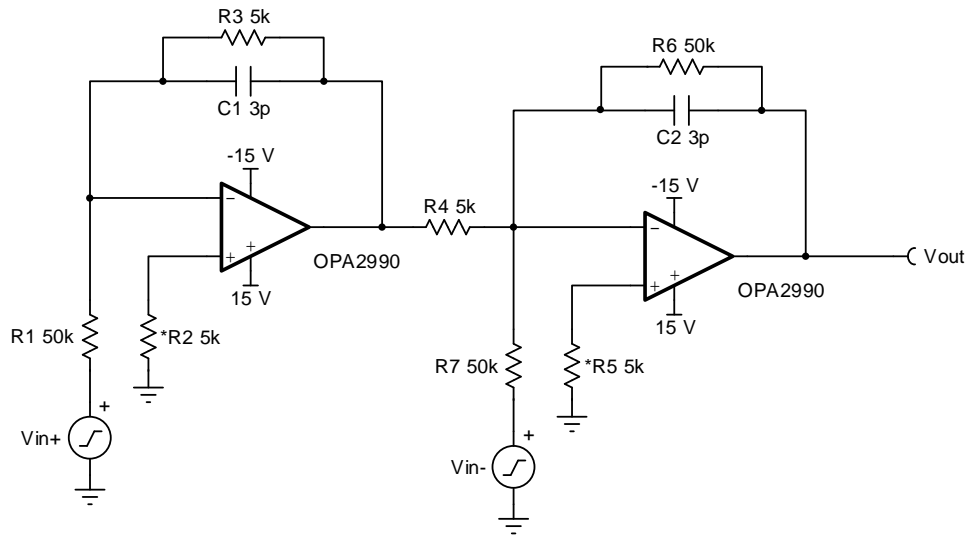 R3 5k
C1 3p
R6 50k
C2 3p
-15 V
-15 V
R4 5k
−
+
+
−
+
+
OPA2990
OPA2990
Vout
15 V
15 V
R1 50k
*R2 5k
R7 50k
*R5 5k
+
Vin+
+
Vin-